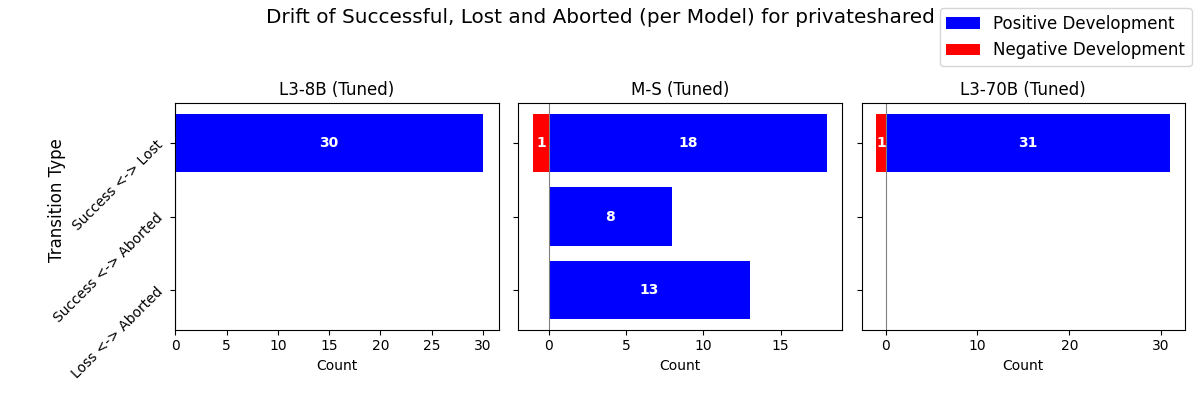 Drift of Successful, Lost and Aborted (per Model) for privateshared
Positive Development
Negative Development
L3-8B (Tuned)
M-S (Tuned)
L3-70B (Tuned)
Transition Type
Success <-> Lost
Success <-> Aborted
Loss <-> Aborted
30
1
18
8
13
1
31
0 5 10 15 20 25 30
0 5 10 15
0 10 20 30
Count
Count
Count